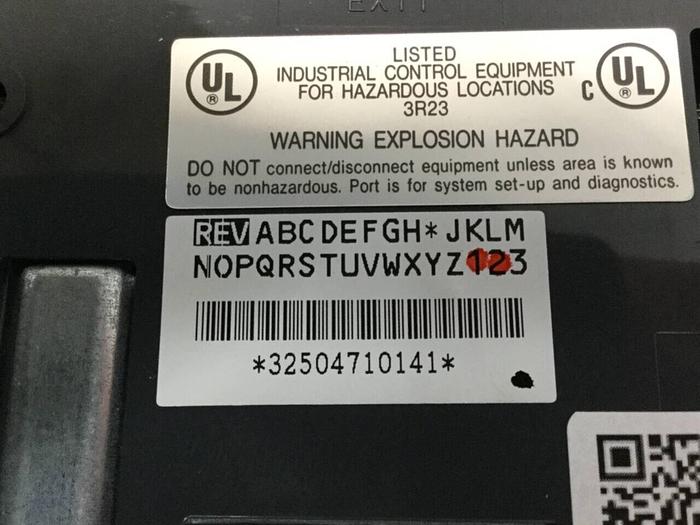 EXIT
UL
®
LISTED
INDUSTRIAL CONTROL EQUIPMENT
FOR HAZARDOUS LOCATIONS
3R23
C UL
®
WARNING EXPLOSION HAZARD
DO NOT connect/disconnect equipment unless area is known
to be nonhazardous. Port is for system set-up and diagnostics.
REV ABCDEFGH*JKLM
NOPQRSTUVWXYZ123
*32504710141*